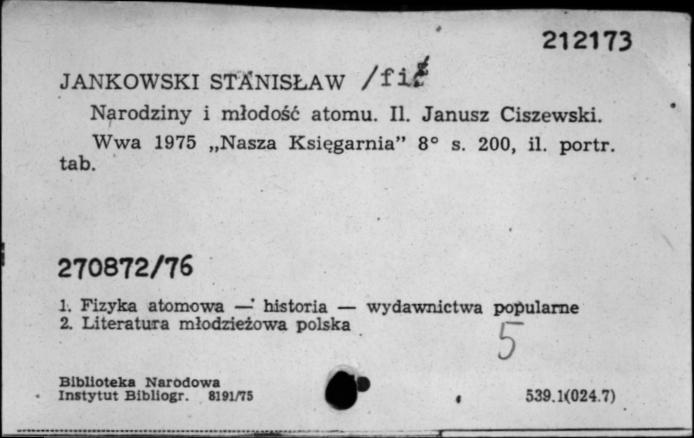 212173
JANKOWSKI STANISŁAW /fiz
Narodziny i młodość atomu. Il. Janusz Ciszewski.
Wwa 1975 „Nasza Księgarnia” 8° s. 200, il. portr.
tab.
270872/76
1. Fizyka atomowa — historia — wydawnictwa popularne
2. Literatura młodzieżowa polska
5
Biblioteka Narodowa
Instytut Bibliogr. 8191/75
539.1(024.7)